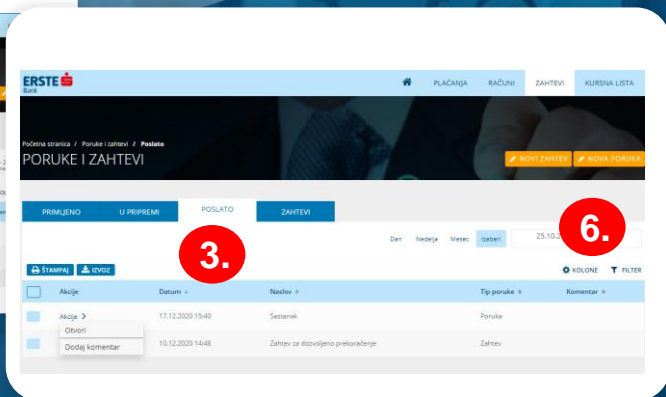 ERSTE
Bank
PLAĆANJA RAČUNI ZAHTEVI KURSNA LISTA
Početna stranica / Poruke i zahtevi / Poslato
PORUKE I ZAHTEVI
NOVI ZAHTEV NOVA PORUKA
PRIMLJENO U PRIPREMI POSLATO ZAHTEVI
Dan Nedelja Mesec Izaberi 25.10.2
3. 6.
ŠTAMPAJ IZVOZ KOLONE FILTER
Akcije Datum Naslov Tip poruke Komentar
Akcije > 17.12.2020 15:40 Sastanak Poruka
Otvori
Dodaj komentar 10.12.2020 14:48 Zahtev za dozvoljeno prekoračenje Zahtev